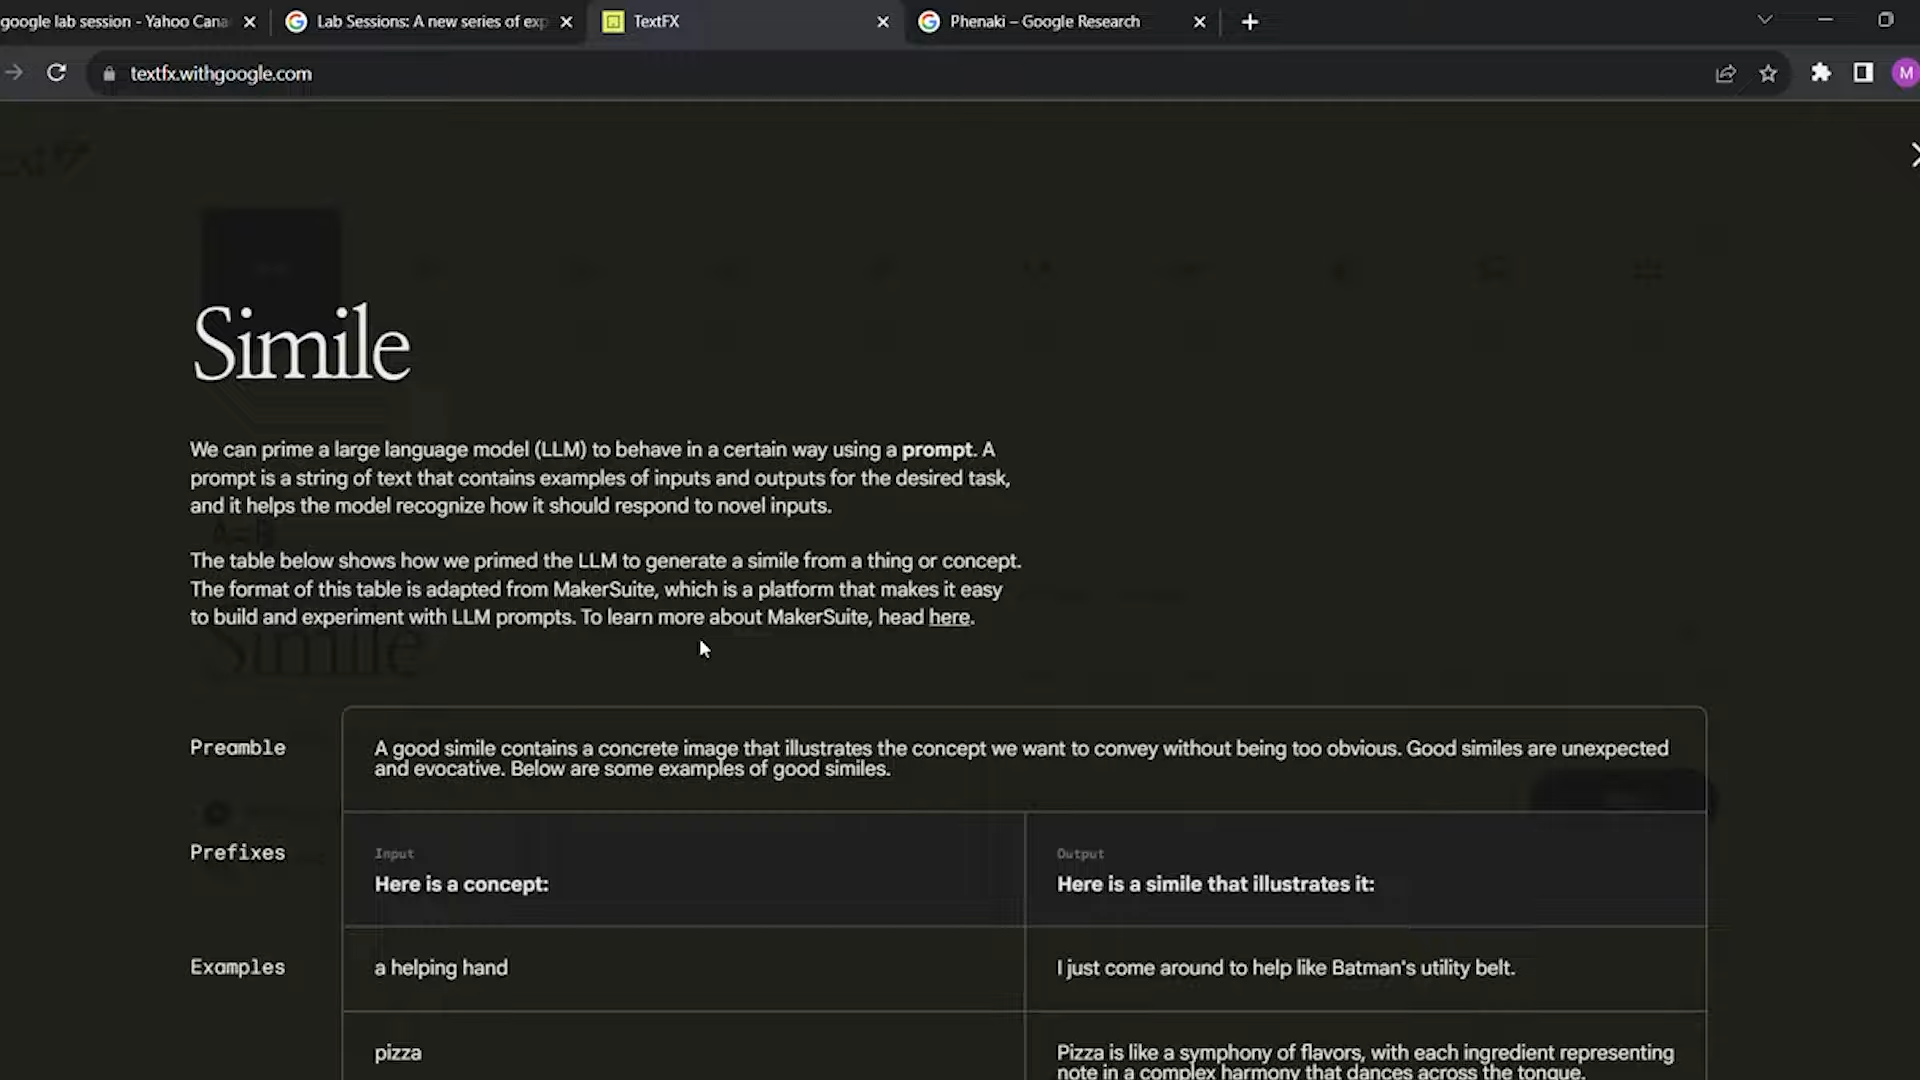 google lab session - Yahoo Cana
Lab Sessions: A new series of exp
TextFX
Phenaki – Google Research
textfx.withgoogle.com
M
Simile
We can prime a large language model (LLM) to behave in a certain way using a prompt. A
prompt is a string of text that contains examples of inputs and outputs for the desired task,
and it helps the model recognize how it should respond to novel inputs.
The table below shows how we primed the LLM to generate a simile from a thing or concept.
The format of this table is adapted from MakerSuite, which is a platform that makes it easy
to build and experiment with LLM prompts. To learn more about MakerSuite, head here.
Simile
Preamble
A good simile contains a concrete image that illustrates the concept we want to convey without being too obvious. Good similes are unexpected
and evocative. Below are some examples of good similes.
Prefixes
Input
Here is a concept:
Output
Here is a simile that illustrates it:
Examples
a helping hand
I just come around to help like Batman's utility belt.
pizza
Pizza is like a symphony of flavors, with each ingredient representing
note in a complex harmony that dances across the tongue.